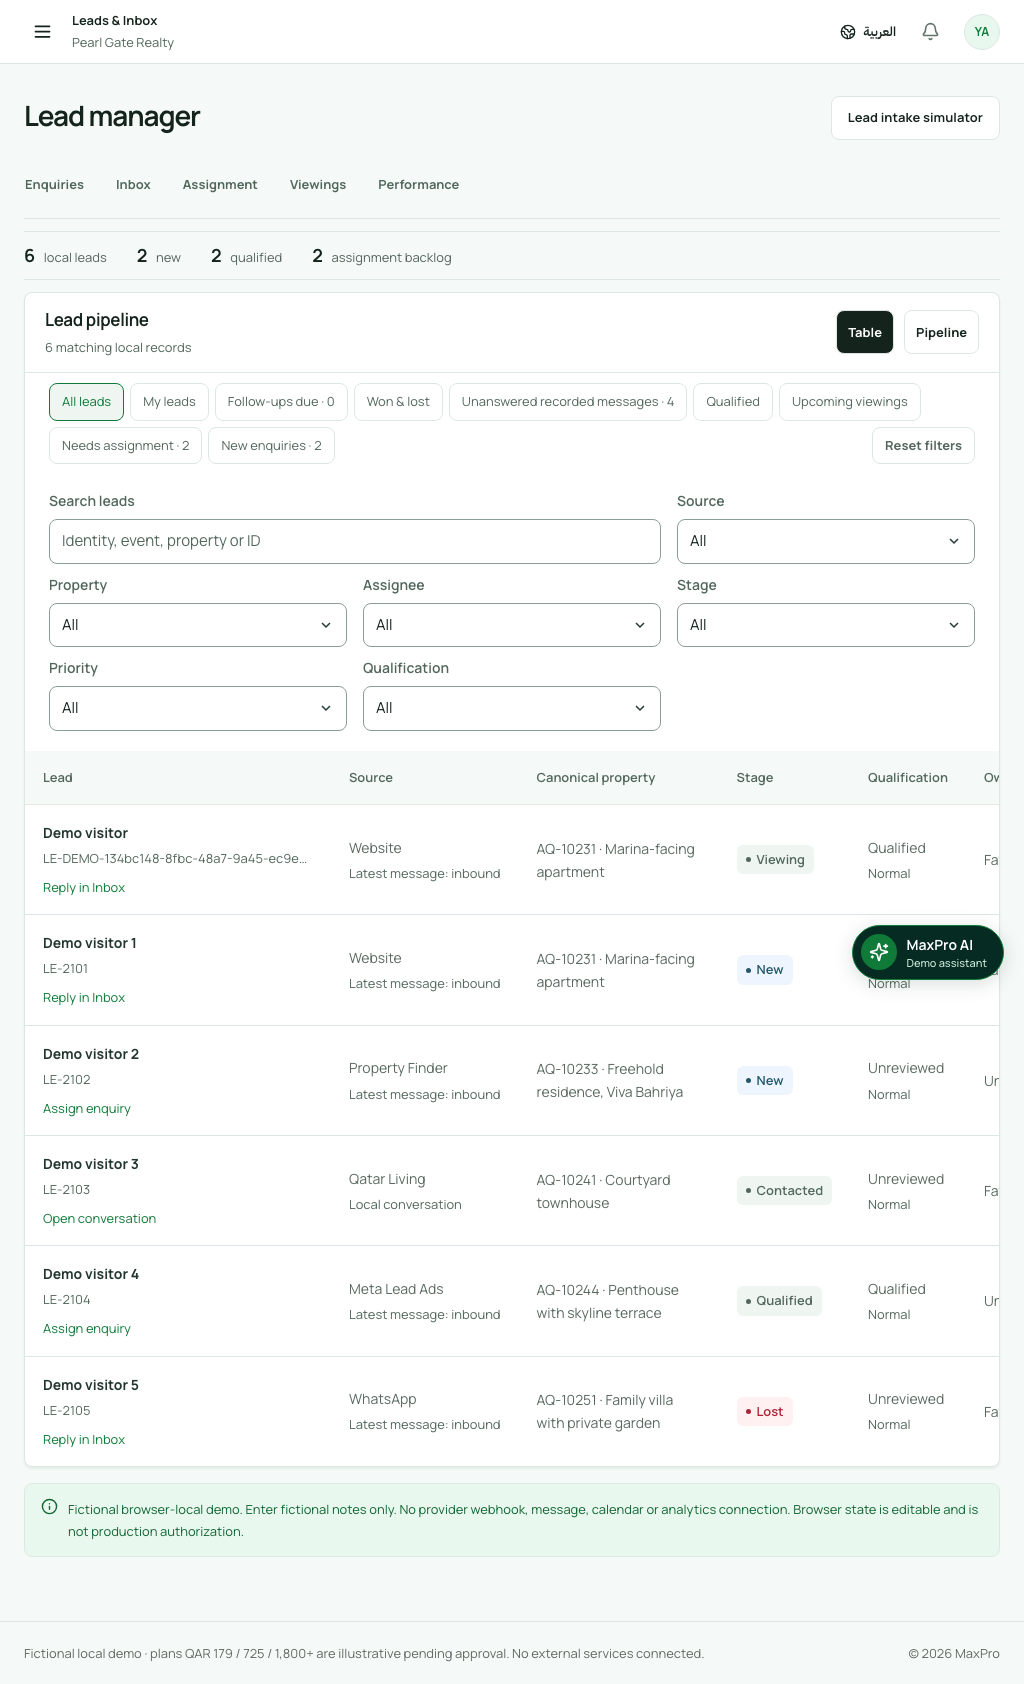 Leads & Inbox
Pearl Gate Realty
العربية
YA
Lead manager
Lead intake simulator
Enquiries Inbox Assignment Viewings Performance
6 local leads 2 new 2 qualified 2 assignment backlog
Lead pipeline
6 matching local records
Table Pipeline
All leads My leads Follow-ups due · 0 Won & lost Unanswered recorded messages · 4 Qualified Upcoming viewings
Needs assignment · 2 New enquiries · 2 Reset filters
Search leads Source
Identity, event, property or ID All
Property Assignee Stage
All All All
Priority Qualification
All All
Lead Source Canonical property Stage Qualification
Demo visitor
LE-DEMO-134bc148-8fbc-48a7-9a45-ec9e...
Reply in Inbox
Website
Latest message: inbound
AQ-10231 · Marina-facing
apartment
Viewing
Qualified
Normal
Fa
Demo visitor 1
LE-2101
Reply in Inbox
Website
Latest message: inbound
AQ-10231 · Marina-facing
apartment
New
Normal
MaxPro AI
Demo assistant
Demo visitor 2
LE-2102
Assign enquiry
Property Finder
Latest message: inbound
AQ-10233 · Freehold
residence, Viva Bahriya
New
Unreviewed
Normal
Un
Demo visitor 3
LE-2103
Open conversation
Qatar Living
Local conversation
AQ-10241 · Courtyard
townhouse
Contacted
Unreviewed
Normal
Fa
Demo visitor 4
LE-2104
Assign enquiry
Meta Lead Ads
Latest message: inbound
AQ-10244 · Penthouse
with skyline terrace
Qualified
Qualified
Normal
Un
Demo visitor 5
LE-2105
Reply in Inbox
WhatsApp
Latest message: inbound
AQ-10251 · Family villa
with private garden
Lost
Unreviewed
Normal
Fa
Fictional browser-local demo. Enter fictional notes only. No provider webhook, message, calendar or analytics connection. Browser state is editable and is
not production authorization.
Fictional local demo · plans QAR 179 / 725 / 1,800+ are illustrative pending approval. No external services connected.
© 2026 MaxPro